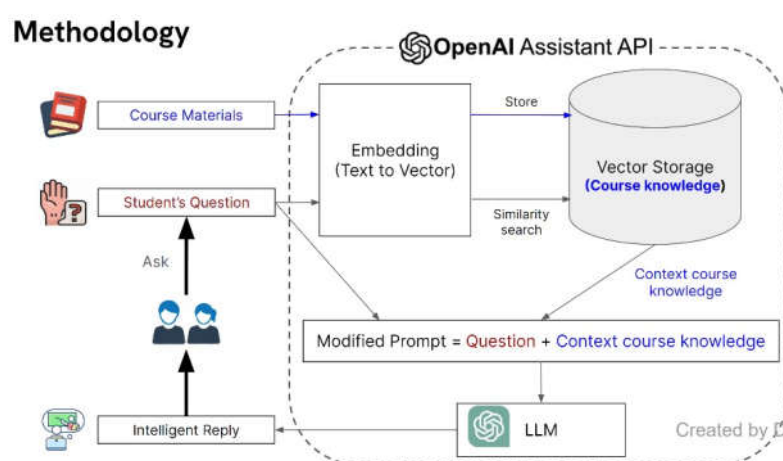 Methodology
OpenAI Assistant API
Course Materials
Store
Embedding
(Text to Vector)
Vector Storage
(Course knowledge)
Student's Question
Similarity
search
Ask
Context course
knowledge
Modified Prompt = Question + Context course knowledge
Intelligent Reply
LLM
Created by